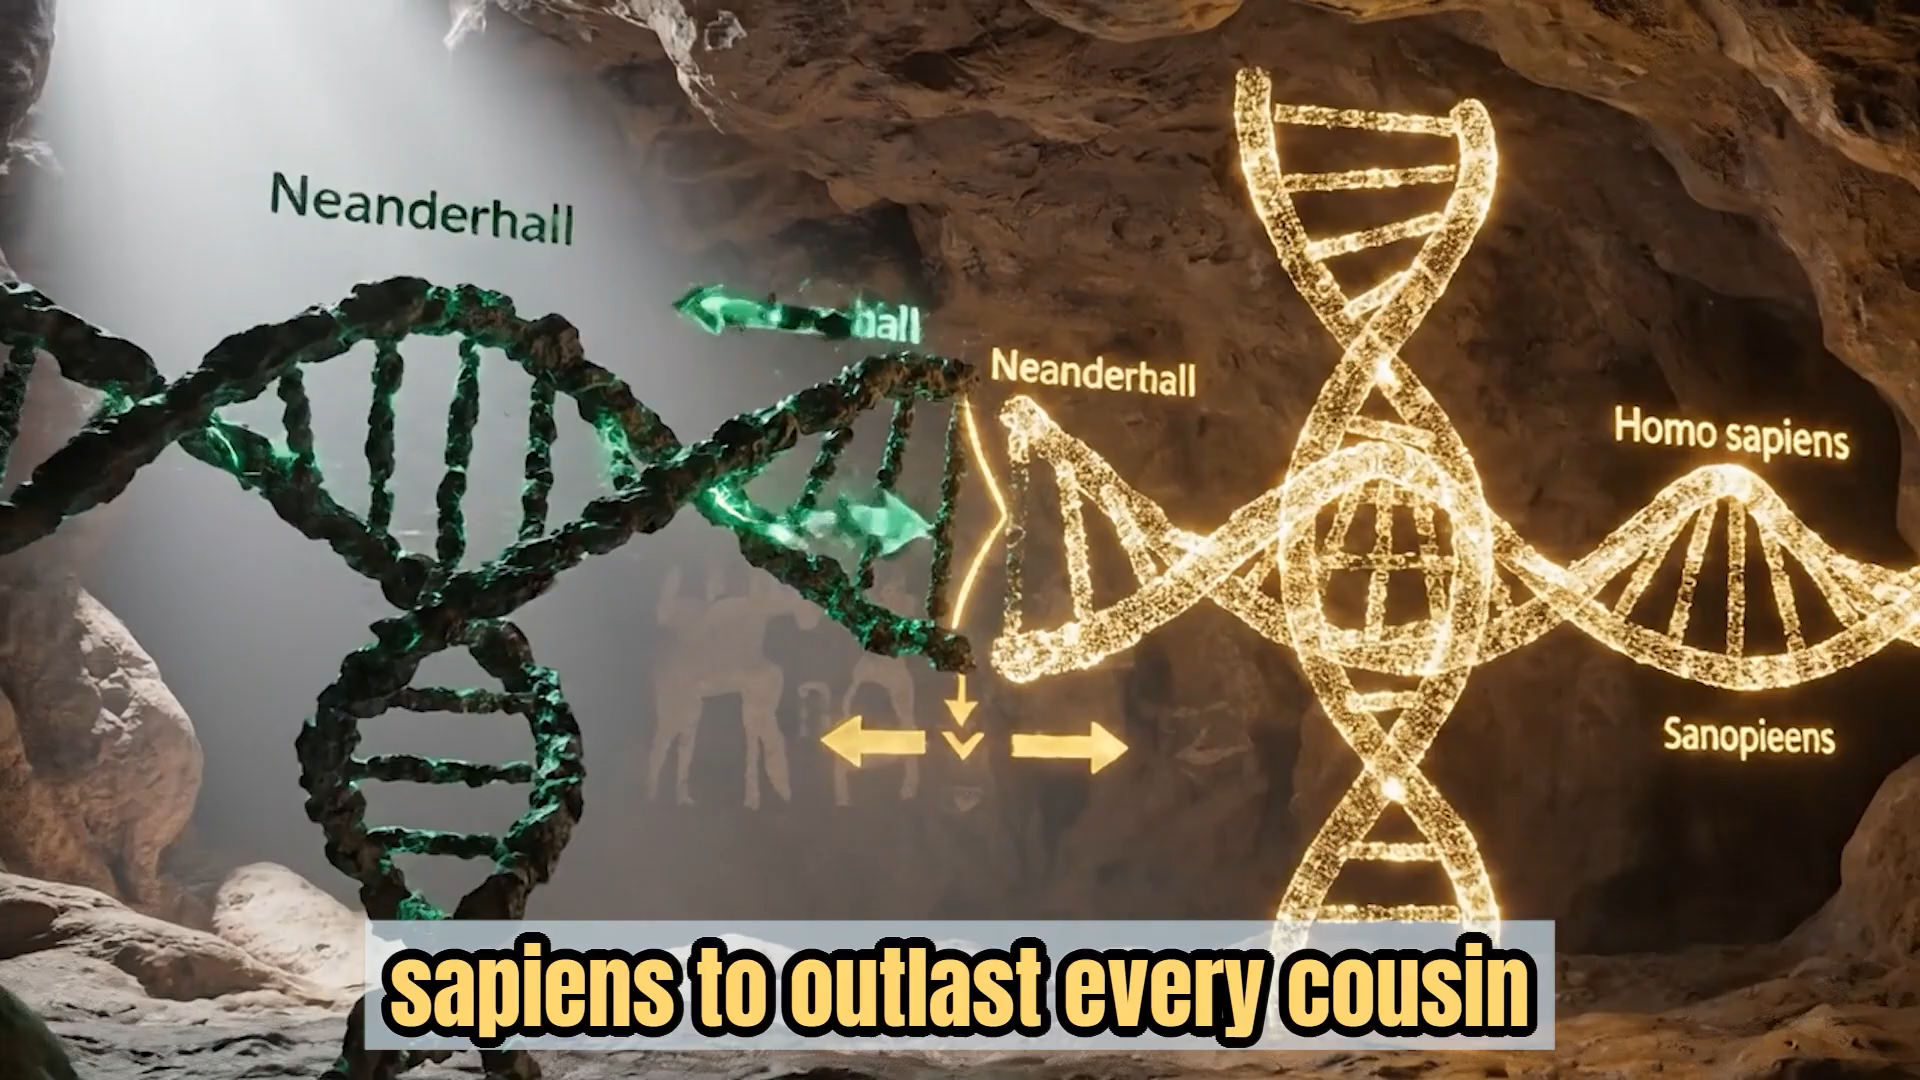 Neanderhall
hall
Neanderhall
Homo sapiens
Sanopieens
sapiens to outlast every cousin